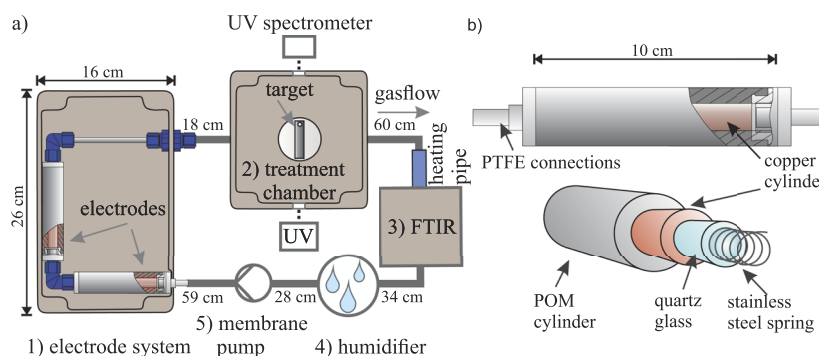 a)
UV spectrometer
16 cm
target
gasflow
18 cm
60 cm
heating
pipe
2) treatment
chamber
26 cm
electrodes
UV
3) FTIR
59 cm
28 cm
34 cm
5) membrane
pump
1) electrode system
4) humidifier
b)
10 cm
PTFE connections
copper
cylinde
POM
cylinder
quartz
glass
stainless
steel spring